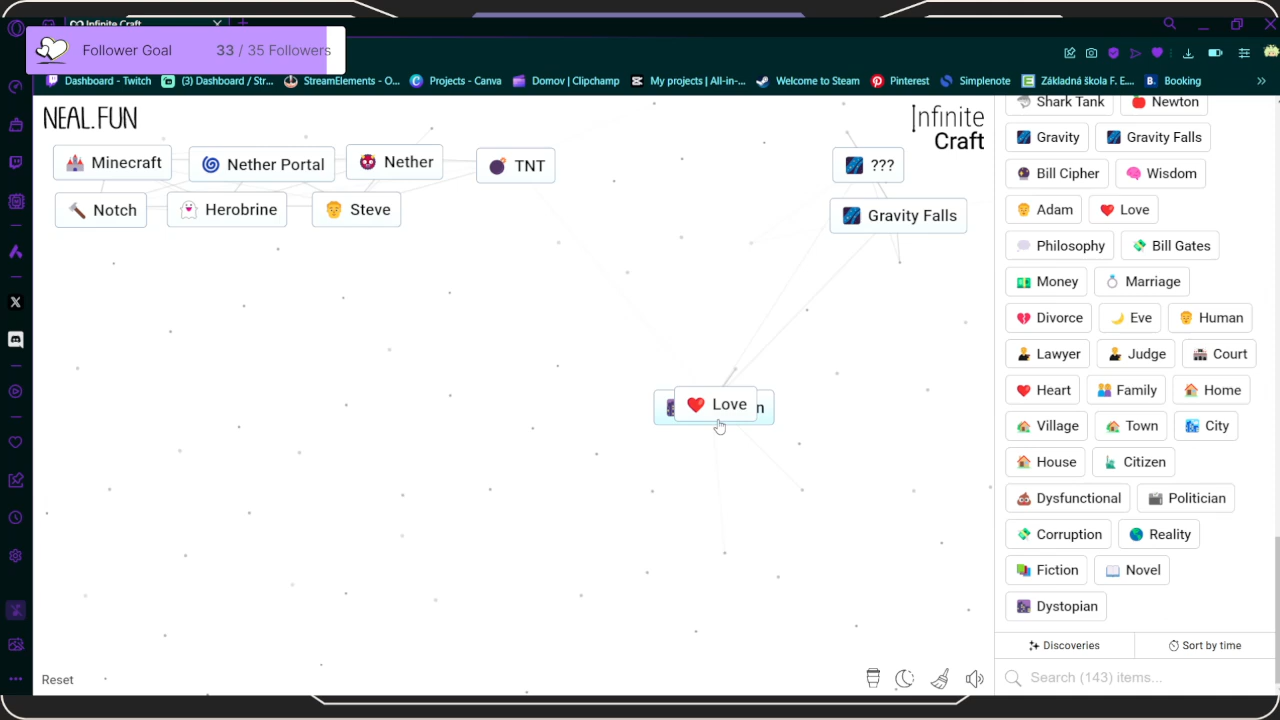 Infinite Craft
Follower Goal 33 / 35 Followers
Dashboard - Twitch
(3) Dashboard / Str...
StreamElements - O...
Projects - Canva
Domov | Clipchamp
My projects | All-in-...
Welcome to Steam
Pinterest
Simplenote
Základná škola F. E...
Booking
NEAL.FUN
Infinite
Craft
Minecraft
Nether Portal
Nether
TNT
???
Notch
Herobrine
Steve
Gravity Falls
Love
n
Shark Tank
Newton
Gravity
Gravity Falls
Bill Cipher
Wisdom
Adam
Love
Philosophy
Bill Gates
Money
Marriage
Divorce
Eve
Human
Lawyer
Judge
Court
Heart
Family
Home
Village
Town
City
House
Citizen
Dysfunctional
Politician
Corruption
Reality
Fiction
Novel
Dystopian
Discoveries
Sort by time
Search (143) items...
Reset